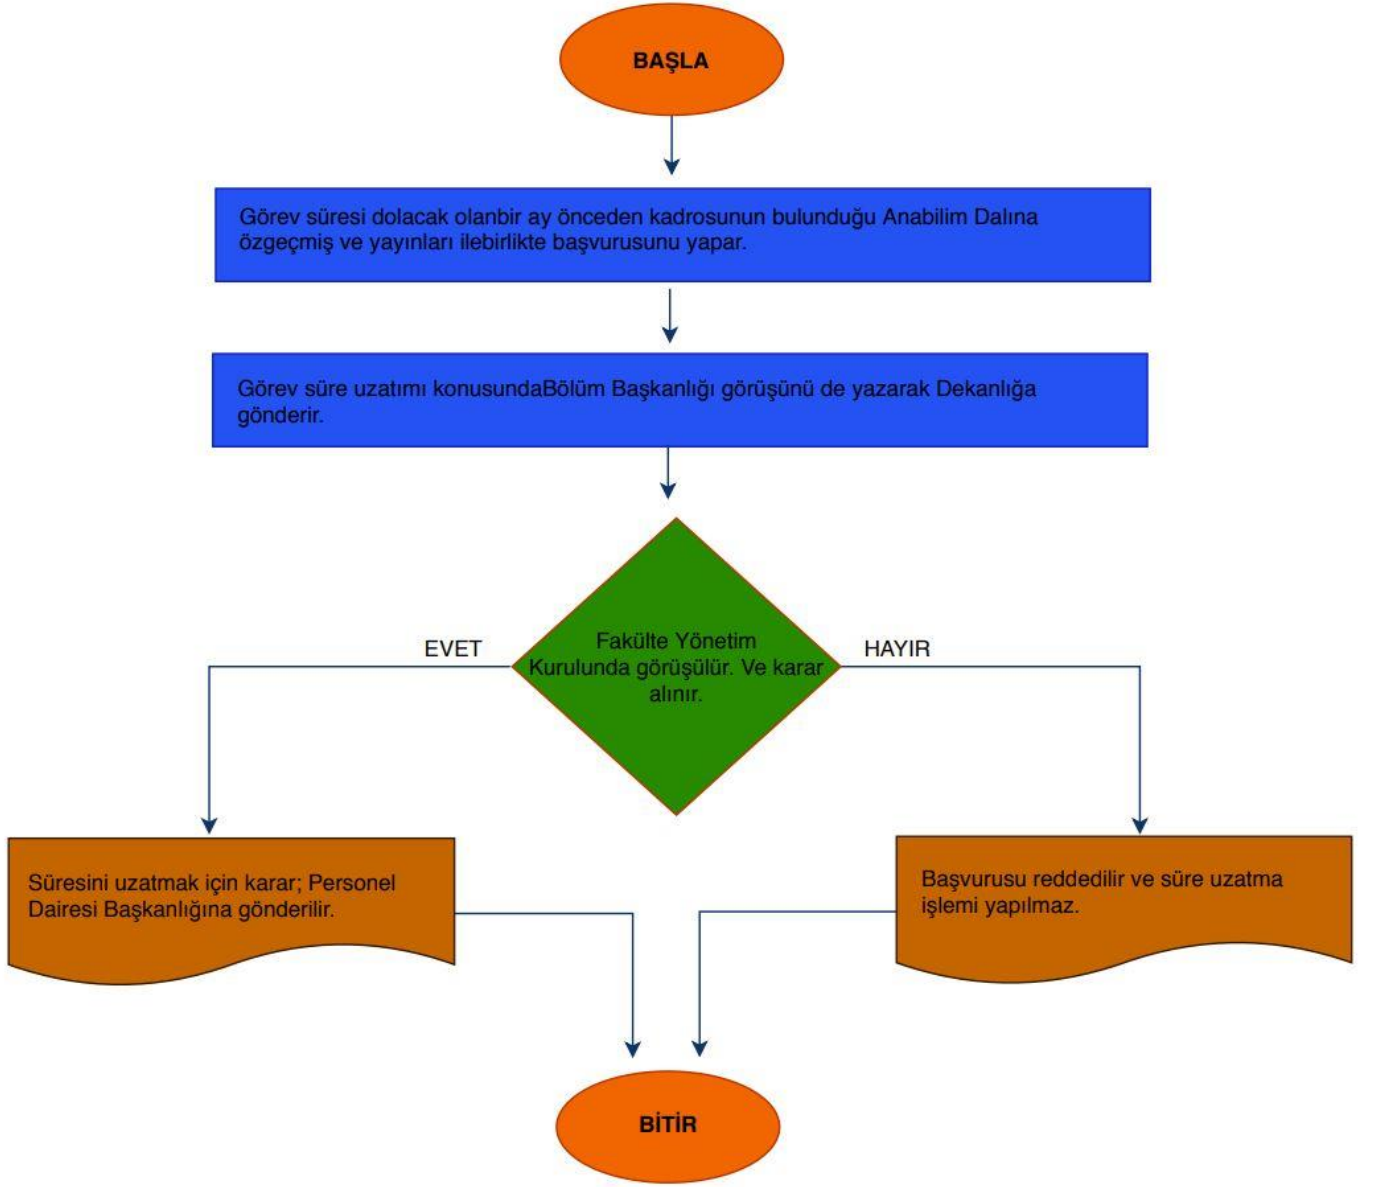 BAŞLA
Görev süresi dolacak olanbir ay önceden kadrosunun bulunduğu Anabilim Dalına
özgeçmiş ve yayınları ilebirlikte başvurusunu yapar.
Görev süre uzatımı konusundaBölüm Başkanlığı görüşünü de yazarak Dekanlığa
gönderir.
EVET
HAYIR
Fakülte Yönetim
Kurulunda görüşülür. Ve karar
alınır.
Süresini uzatmak için karar; Personel
Dairesi Başkanlığına gönderilir.
Başvurusu reddedilir ve süre uzatma
işlemi yapılmaz.
BİTİR